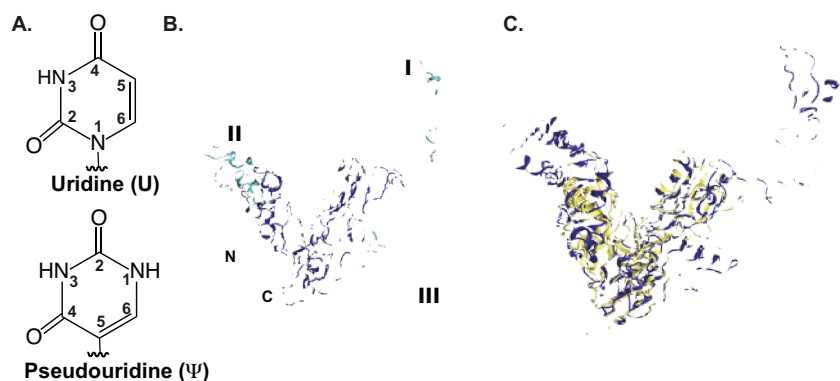 A.
O
4
HN
3
5
2
1
6
O
N
Uridine (U)
O
2
HN
3
1
NH
4
6
O
5
Pseudouridine (Ψ)
B.
I
II
N
C
III
C.